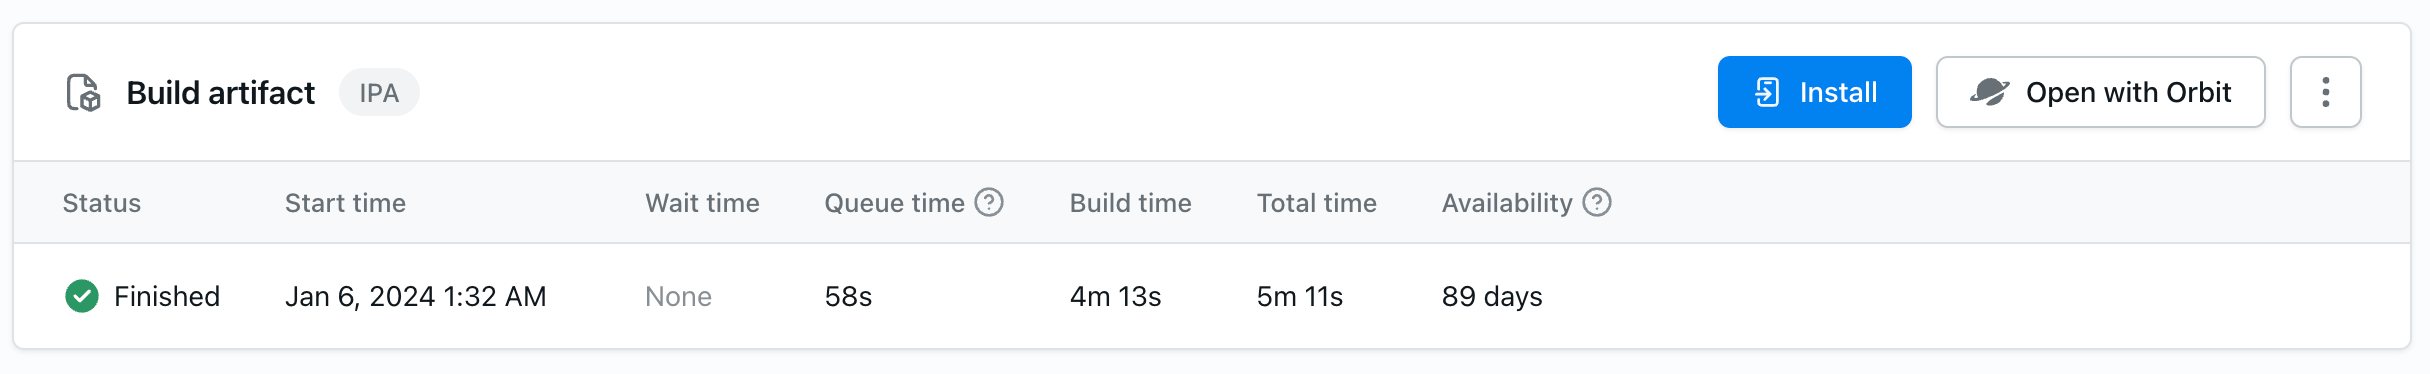 Build artifact IPA Install Open with Orbit
Status Start time Wait time Queue time Build time Total time Availability
Finished Jan 6, 2024 1:32 AM None 58s 4m 13s 5m 11s 89 days